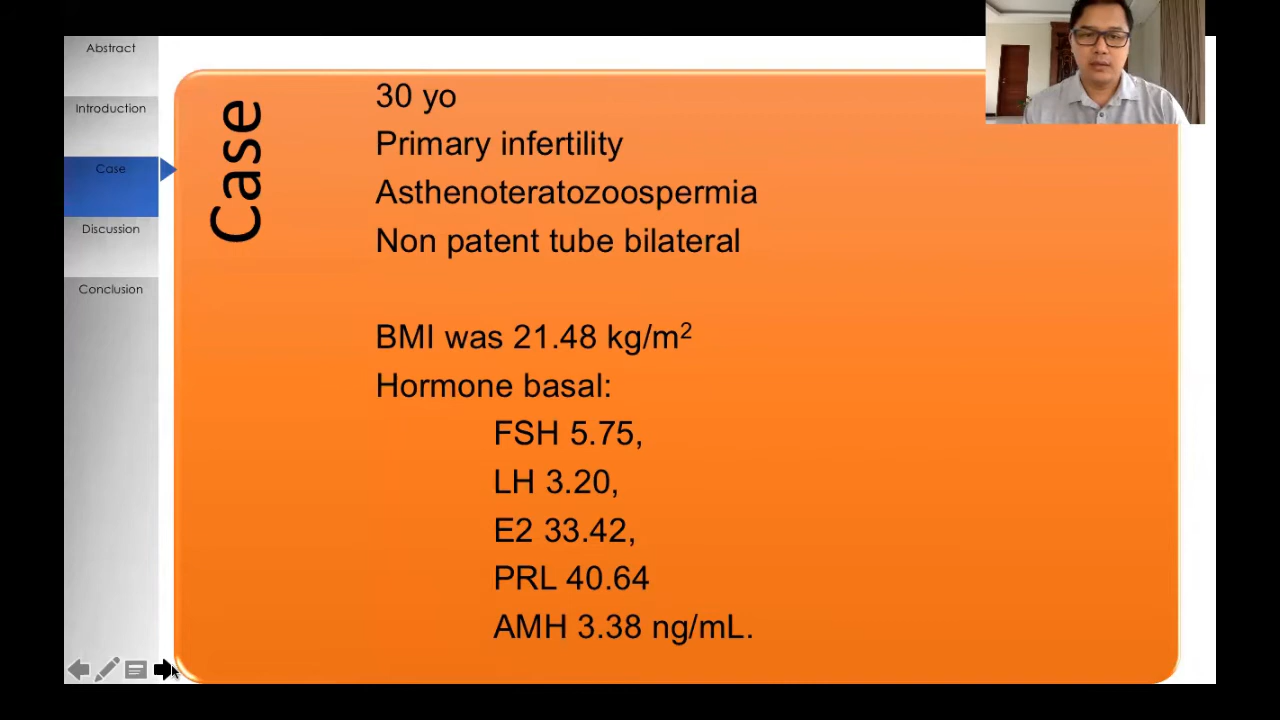 Abstract
Introduction
Case
Discussion
Conclusion
Case
30 yo
Primary infertility
Asthenoteratozoospermia
Non patent tube bilateral
BMI was 21.48 kg/m²
Hormone basal:
FSH 5.75,
LH 3.20,
E2 33.42,
PRL 40.64
AMH 3.38 ng/mL.